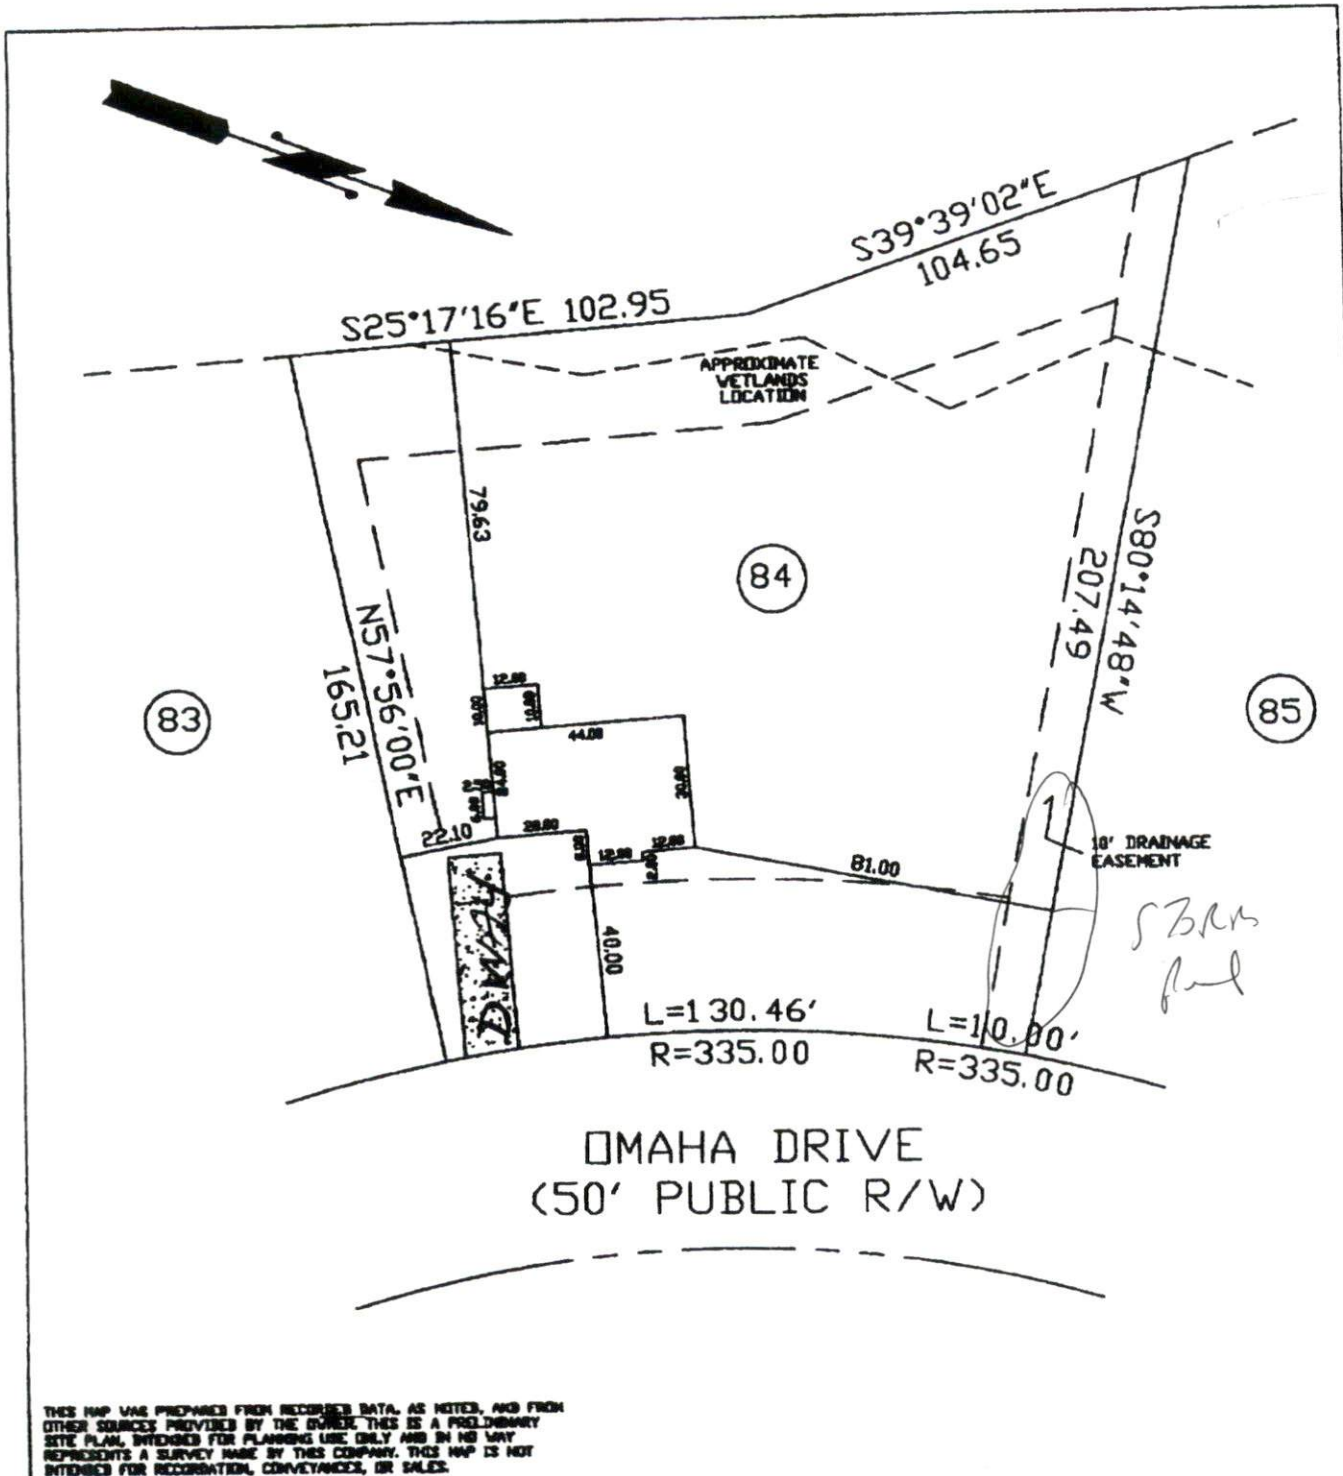 S39°39'02"E
104.65
S25°17'16"E 102.95
APPROXIMATE
WETLANDS
LOCATION
79.63
84
S80°14'48"W
207.49
N57°56'00"E
165.21
83
85
12.00
10.00
10.00
44.00
22.10
28.00
12.00
12.00
2.00
81.00
10' DRAINAGE
EASEMENT
40.00
L=130.46'
R=335.00
L=10.00'
R=335.00
OMAHA DRIVE
(50' PUBLIC R/W)
THIS MAP WAS PREPARED FROM RECORDED DATA, AS NOTED, AND FROM
OTHER SOURCES PROVIDED BY THE OWNER. THIS IS A PRELIMINARY
SITE PLAN, INTENDED FOR PLANNING USE ONLY AND IN NO WAY
REPRESENTS A SURVEY MADE BY THIS COMPANY. THIS MAP IS NOT
INTENDED FOR RECORDATION, CONVEYANCES, OR SALES.